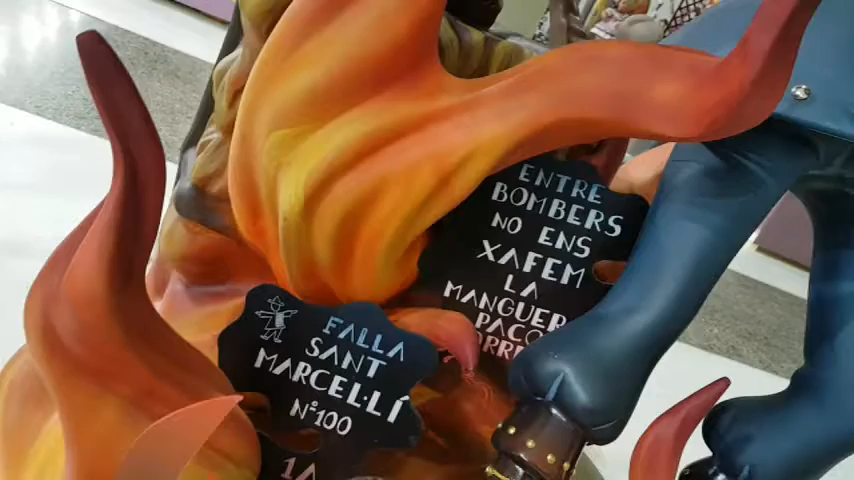 ENTRE
BOMBERS
NO ENS
XAFEM
LA
MANGUER
PACO
FALLA
SANT
MARCEL·LÍ
Nº100